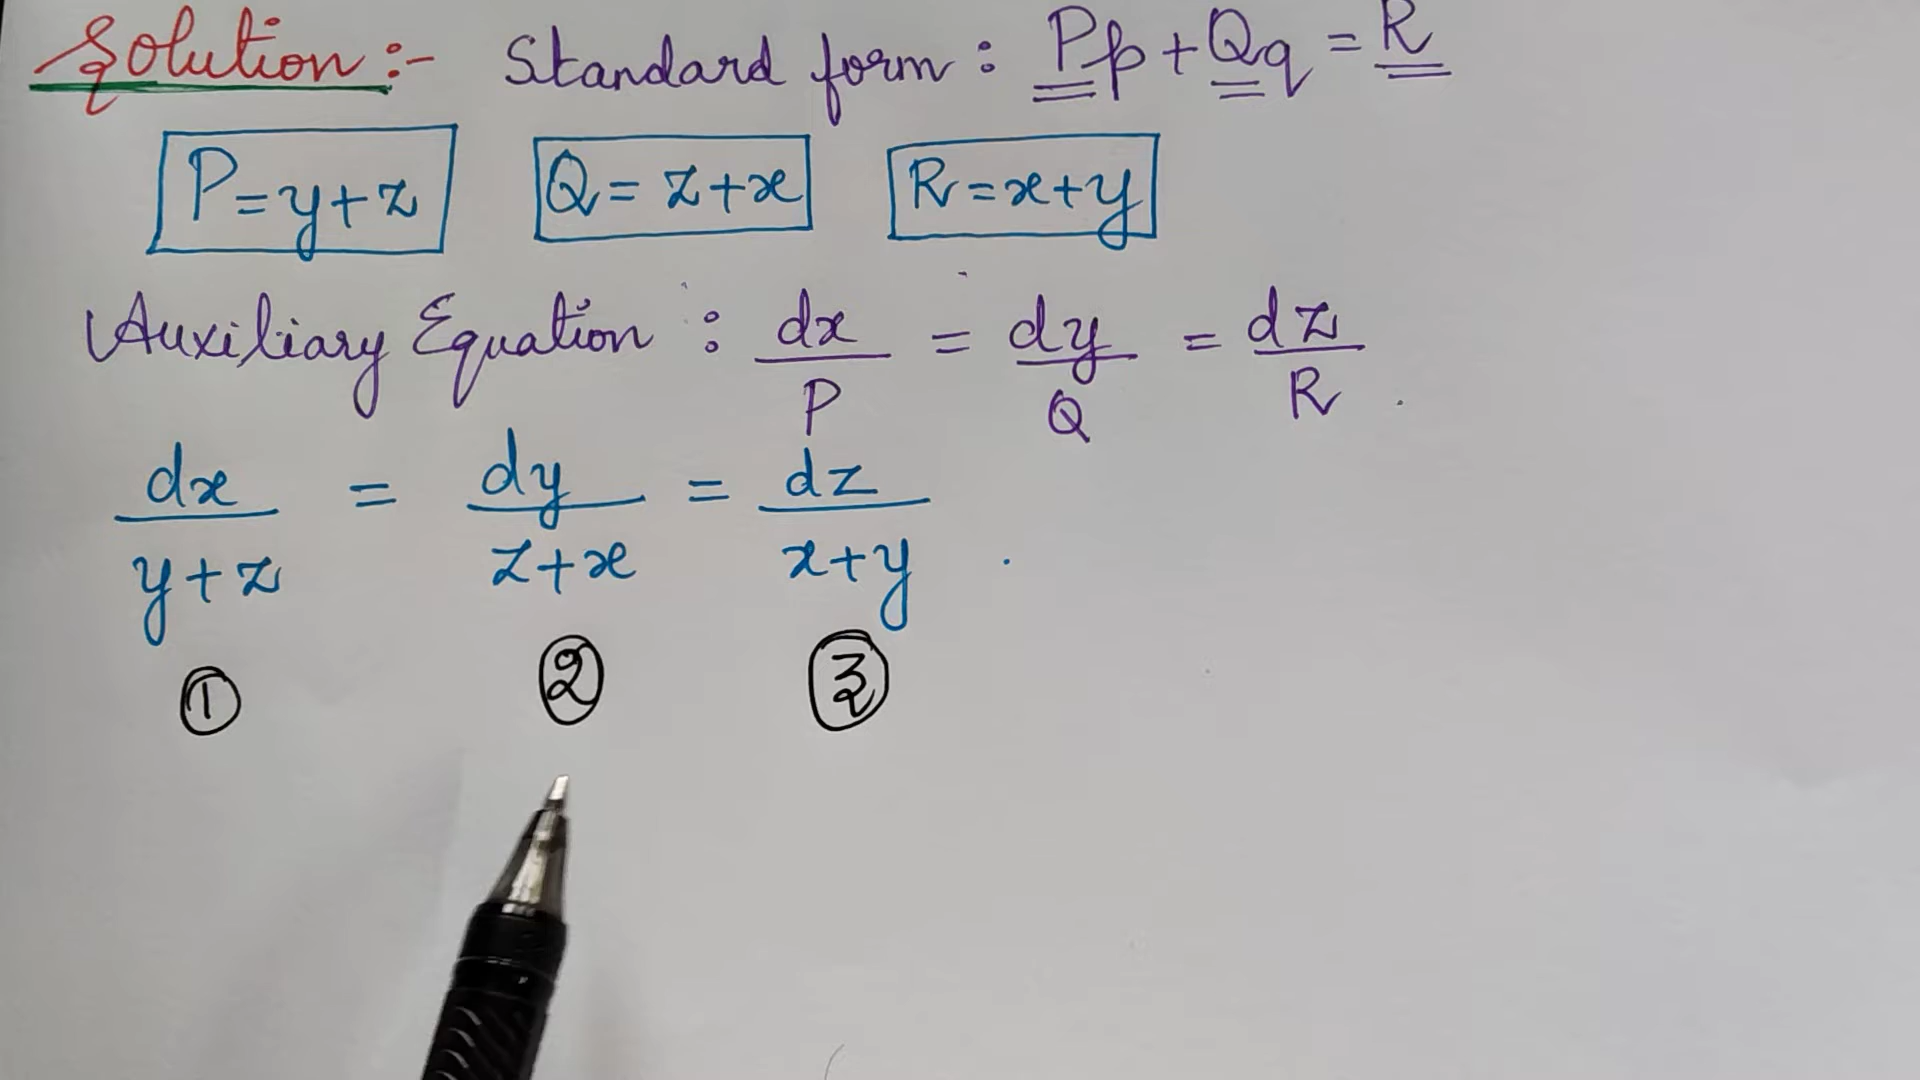 Solution :- Standard form : Pp + Qq = R
P = y + z Q = z + x R = x + y
Auxiliary Equation : dx/P = dy/Q = dz/R .
dx/y+z = dy/z+x = dz/x+y .
① ② ③